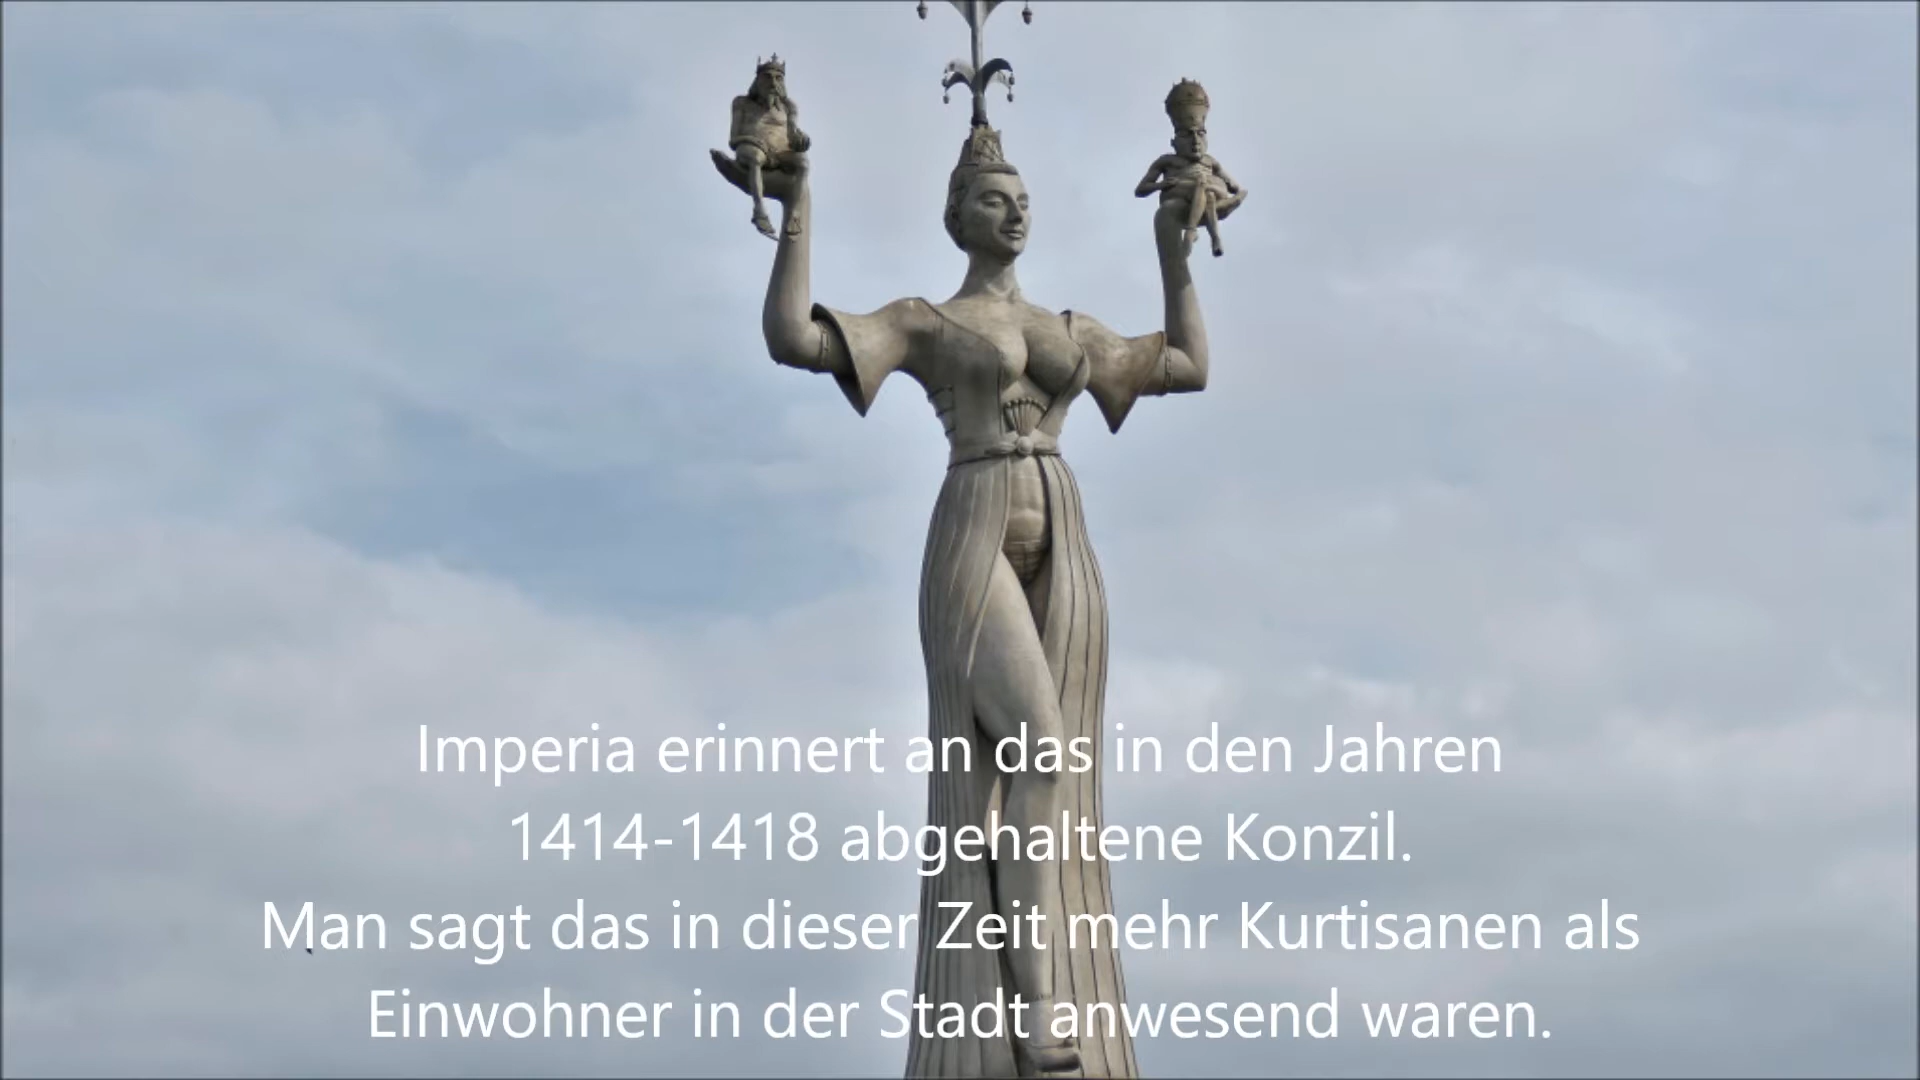 Imperia erinnert an das in den Jahren
1414-1418 abgehaltene Konzil.
Man sagt das in dieser Zeit mehr Kurtisanen als
Einwohner in der Stadt anwesend waren.